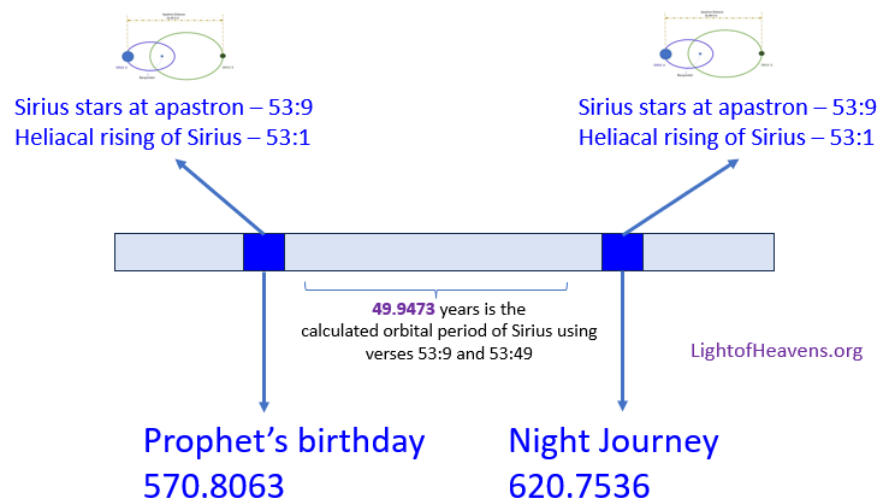 Sirius stars at apastron – 53:9
Heliacal rising of Sirius – 53:1
Sirius stars at apastron – 53:9
Heliacal rising of Sirius – 53:1
49.9473 years is the
calculated orbital period of Sirius using
verses 53:9 and 53:49
LightofHeavens.org
Prophet's birthday
570.8063
Night Journey
620.7536